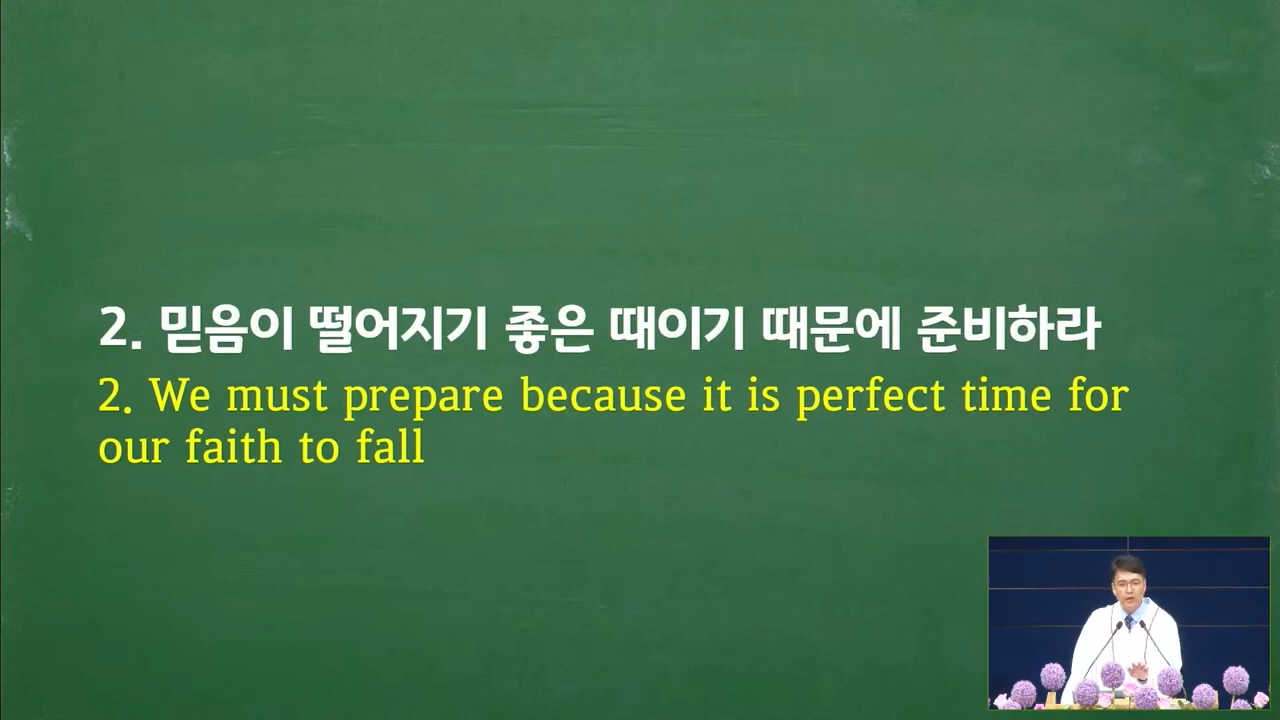 2. 믿음이 떨어지기 좋은 때이기 때문에 준비하라
2. We must prepare because it is perfect time for
our faith to fall